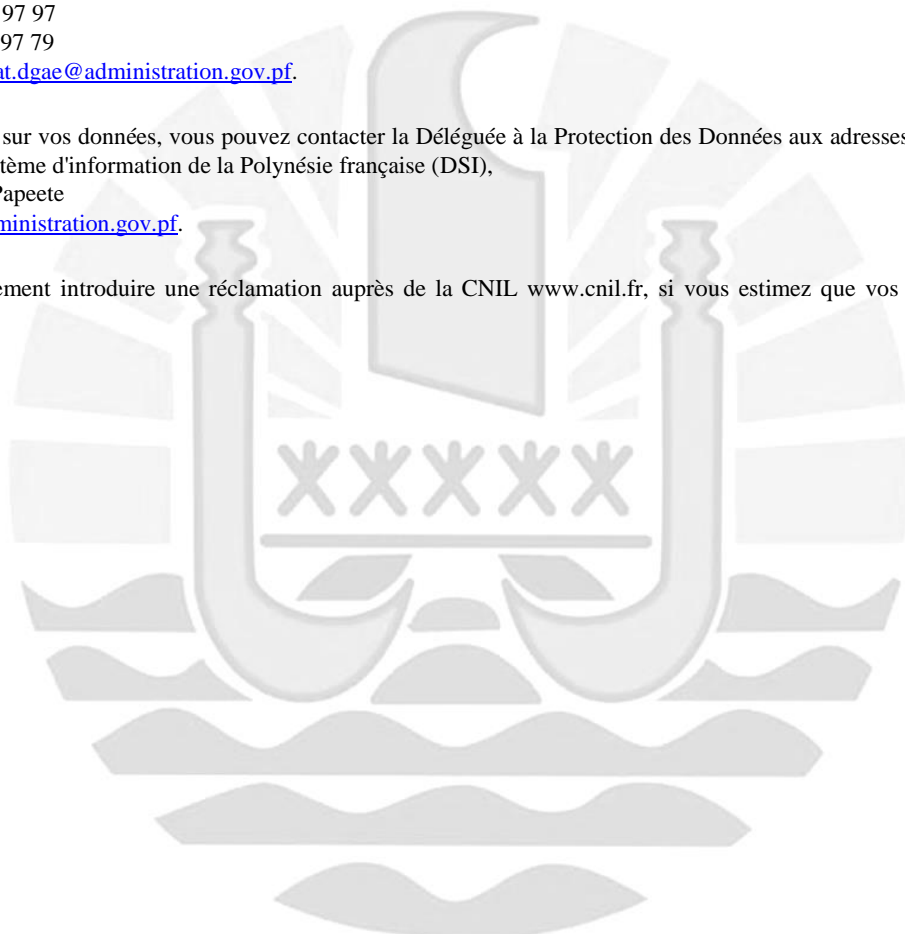 97 97
97 79
at.dgae@administration.gov.pf.
sur vos données, vous pouvez contacter la Déléguée à la Protection des Données aux adresses
tème d'information de la Polynésie française (DSI),
Papeete
ministration.gov.pf.
ement introduire une réclamation auprès de la CNIL www.cnil.fr, si vous estimez que vos